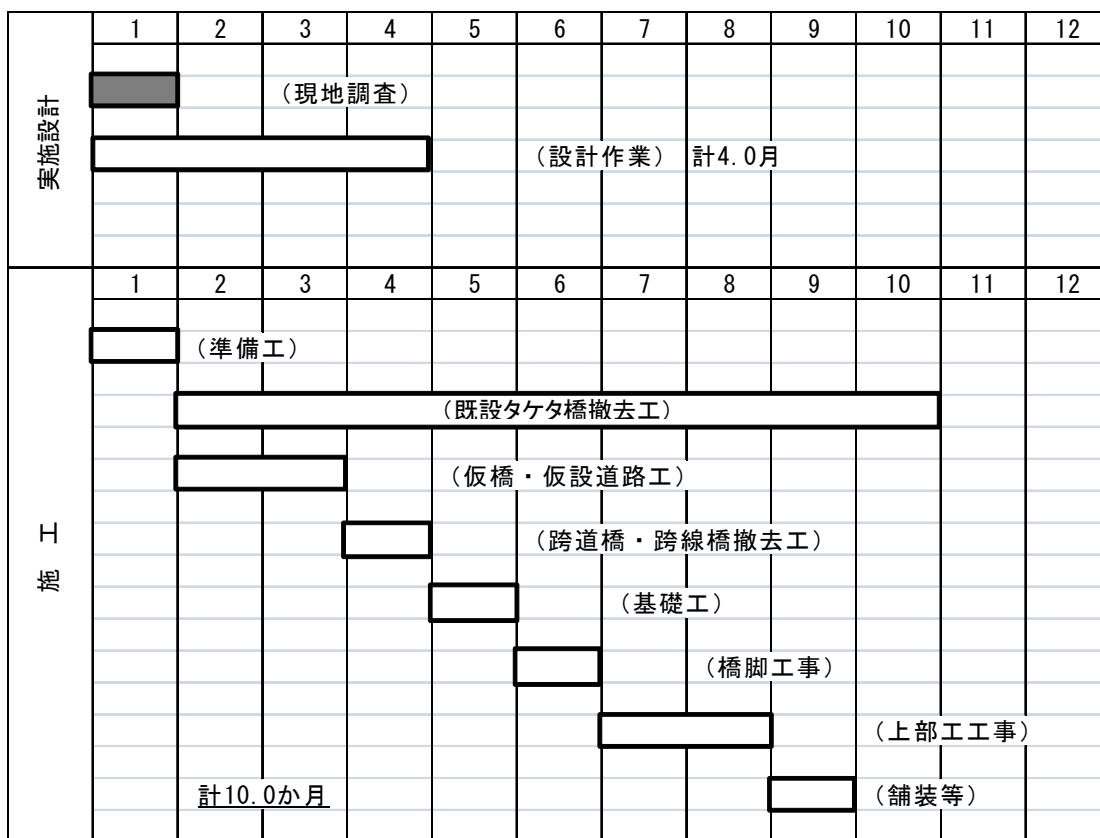 1 2 3 4 5 6 7 8 9 10 11 12
実施設計
（現地調査）
（設計作業） 計4.0月
1 2 3 4 5 6 7 8 9 10 11 12
施工
（準備工）
（既設タケタ橋撤去工）
（仮橋・仮設道路工）
（跨道橋・跨線橋撤去工）
（基礎工）
（橋脚工事）
（上部工工事）
計10.0か月 （舗装等）